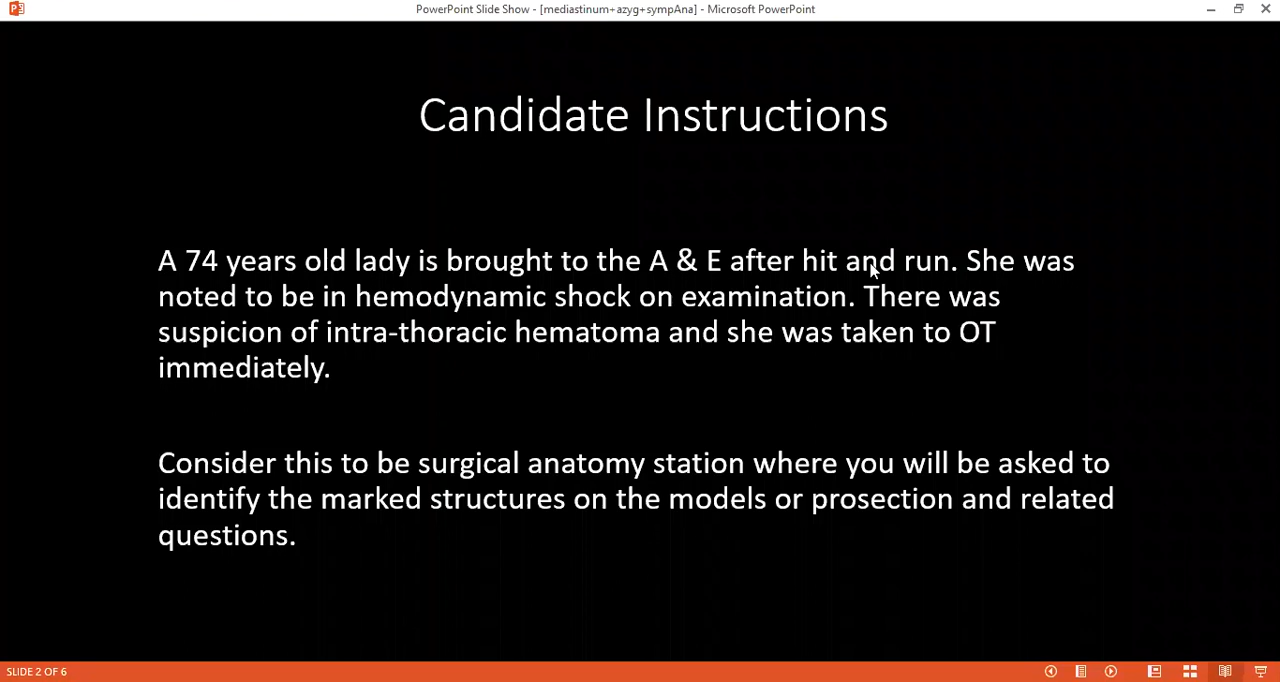 PowerPoint Slide Show - [mediastinum+azyg+sympAna] - Microsoft PowerPoint
Candidate Instructions
A 74 years old lady is brought to the A & E after hit and run. She was
noted to be in hemodynamic shock on examination. There was
suspicion of intra-thoracic hematoma and she was taken to OT
immediately.
Consider this to be surgical anatomy station where you will be asked to
identify the marked structures on the models or prosection and related
questions.
SLIDE 2 OF 6